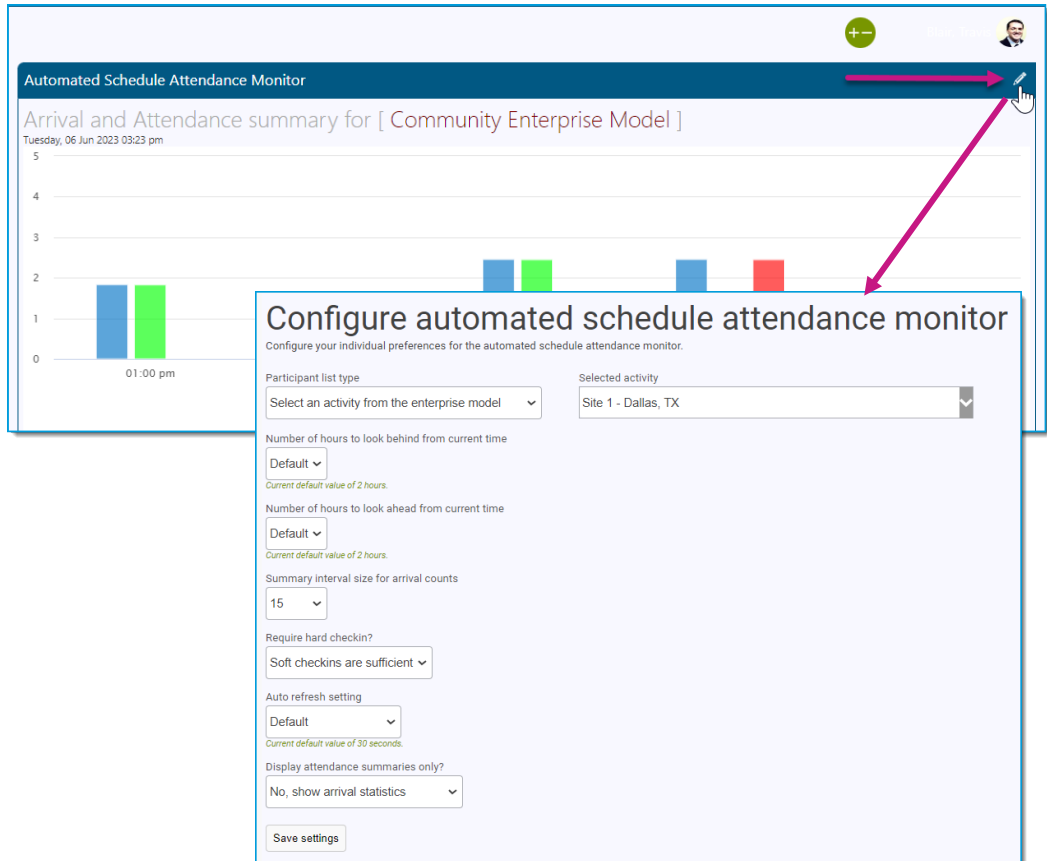 Automated Schedule Attendance Monitor
Arrival and Attendance summary for [ Community Enterprise Model ]
Tuesday, 06 Jun 2023 03:23 pm
5
4
3
2
1
0
01:00 pm
Configure automated schedule attendance monitor
Configure your individual preferences for the automated schedule attendance monitor.
Participant list type
Selected activity
Select an activity from the enterprise model
Site 1 - Dallas, TX
Number of hours to look behind from current time
Default
Current default value of 2 hours.
Number of hours to look ahead from current time
Default
Current default value of 2 hours.
Summary interval size for arrival counts
15
Require hard checkin?
Soft checkins are sufficient
Auto refresh setting
Default
Current default value of 30 seconds.
Display attendance summaries only?
No, show arrival statistics
Save settings